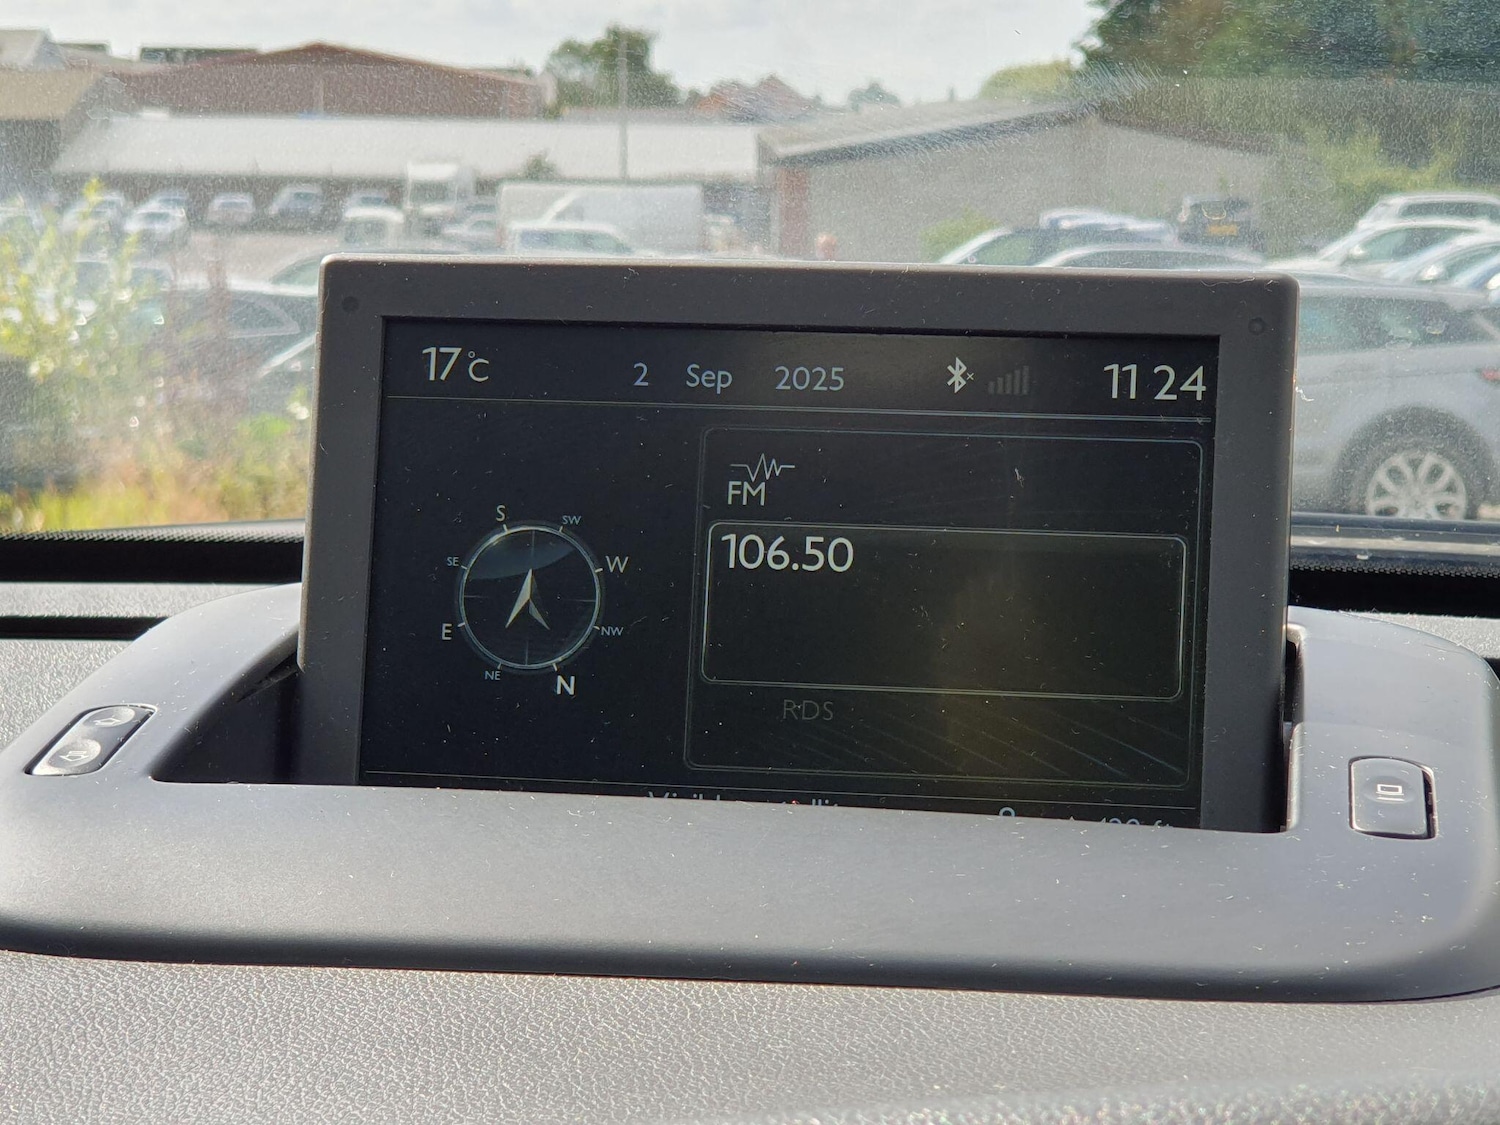 17°C 2 Sep 2025 11 24
FM
106.50
RDS
S
SW
SE
W
E
NW
NE
N